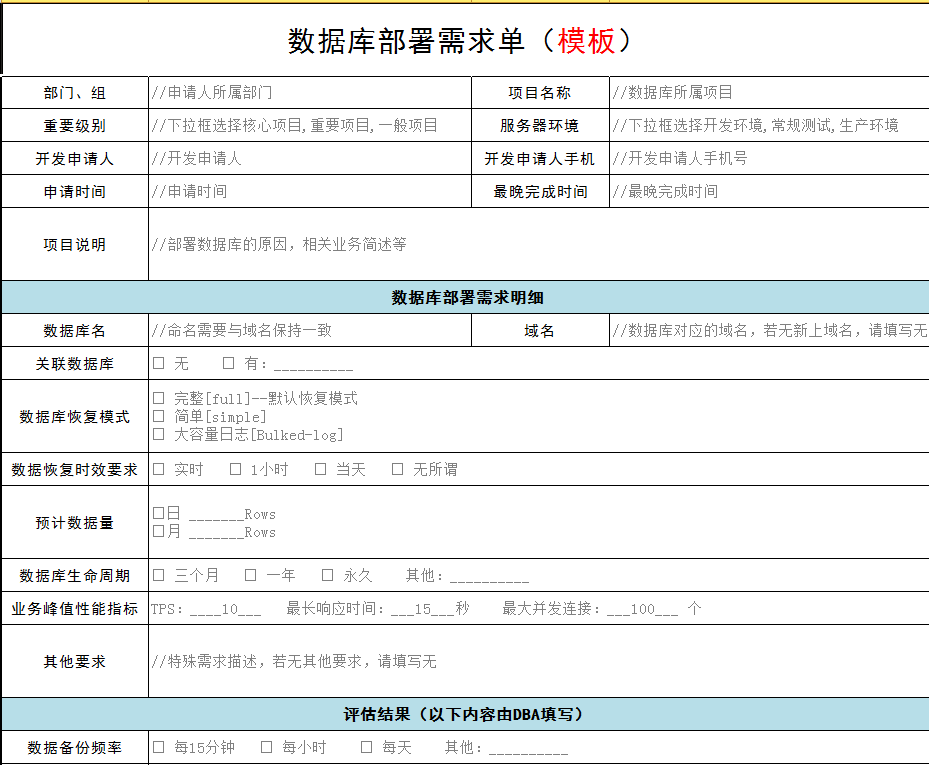 数据库部署需求单（模板）
部门、组 //申请人所属部门 项目名称 //数据库所属项目
重要级别 //下拉框选择核心项目,重要项目,一般项目 服务器环境 //下拉框选择开发环境,常规测试,生产环境
开发申请人 //开发申请人 开发申请人手机 //开发申请人手机号
申请时间 //申请时间 最晚完成时间 //最晚完成时间
项目说明 //部署数据库的原因，相关业务简述等
数据库部署需求明细
数据库名 //命名需要与域名保持一致 域名 //数据库对应的域名，若无新上域名，请填写无
关联数据库 □ 无 □ 有：__________
数据库恢复模式
□ 完整[full]--默认恢复模式
□ 简单[simple]
□ 大容量日志[Bulked-log]
数据恢复时效要求 □ 实时 □ 1小时 □ 当天 □ 无所谓
预计数据量
□日 _______Rows
□月 _______Rows
数据库生命周期 □ 三个月 □ 一年 □ 永久 其他：__________
业务峰值性能指标 TPS：____10___ 最长响应时间：___15___秒 最大并发连接：___100___ 个
其他要求 //特殊需求描述，若无其他要求，请填写无
评估结果（以下内容由DBA填写）
数据备份频率 □ 每15分钟 □ 每小时 □ 每天 其他：__________